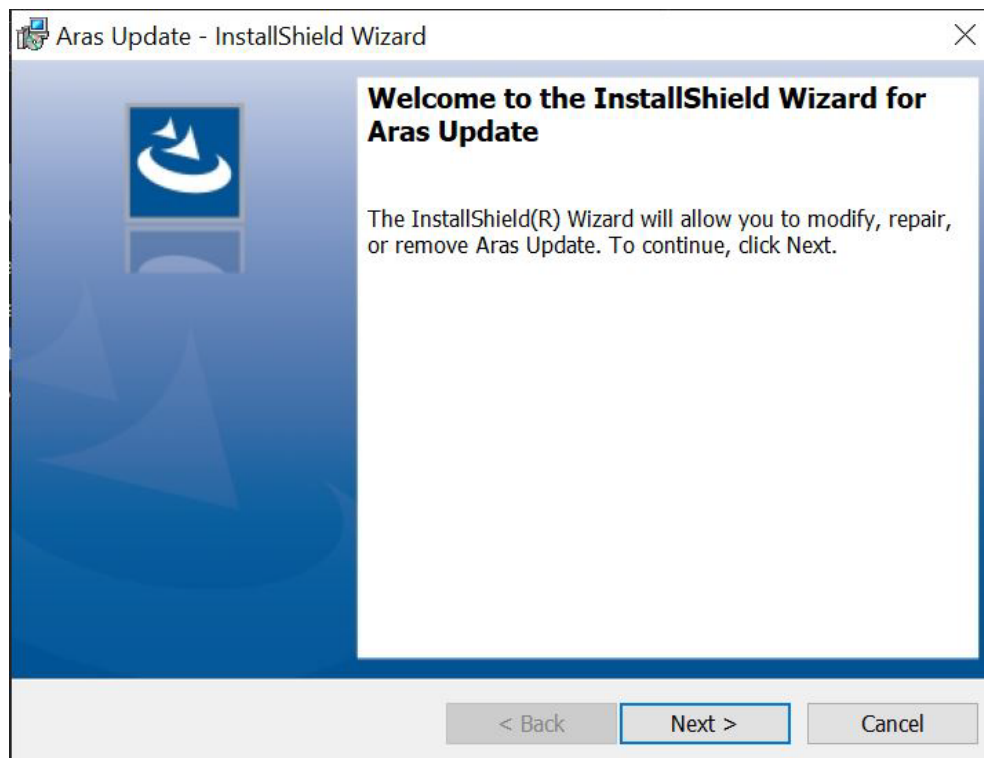 Aras Update - InstallShield Wizard
Welcome to the InstallShield Wizard for
Aras Update
The InstallShield(R) Wizard will allow you to modify, repair,
or remove Aras Update. To continue, click Next.
< Back
Next >
Cancel